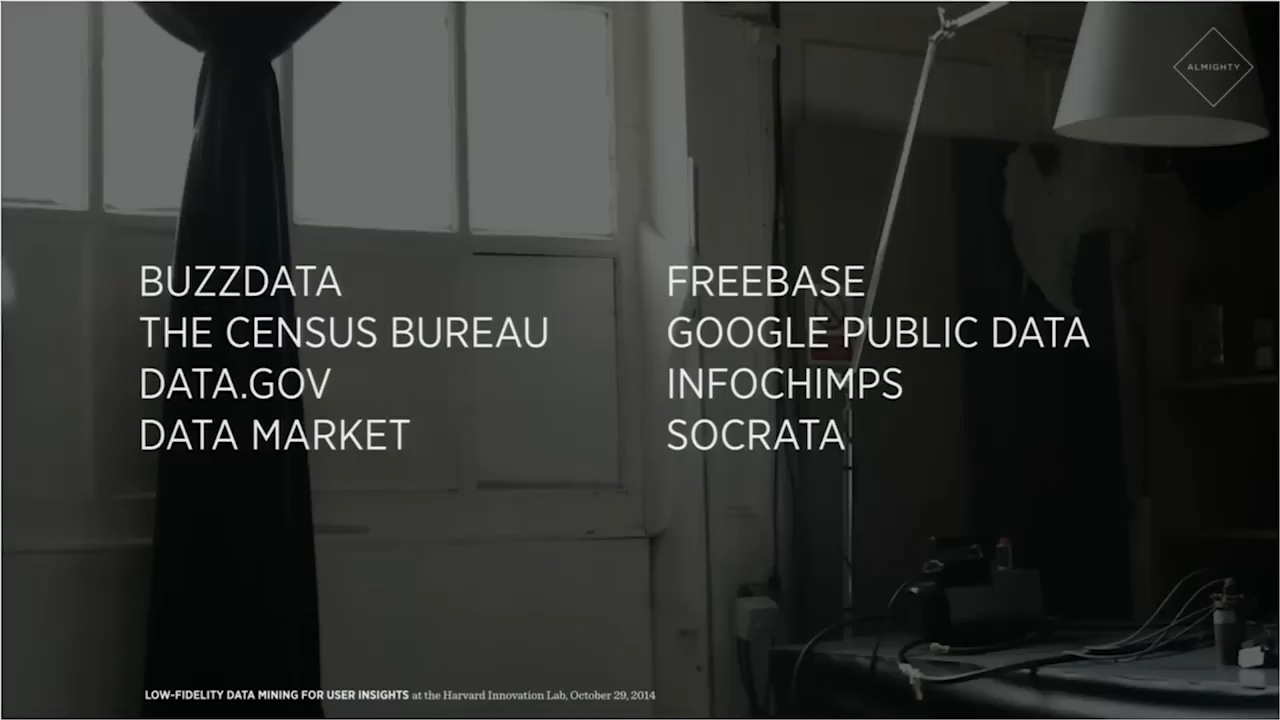 ALMIGHTY
BUZZDATA
THE CENSUS BUREAU
DATA.GOV
DATA MARKET
FREEBASE
GOOGLE PUBLIC DATA
INFOCHIMPS
SOCRATA
LOW-FIDELITY DATA MINING FOR USER INSIGHTS at the Harvard Innovation Lab, October 29, 2014